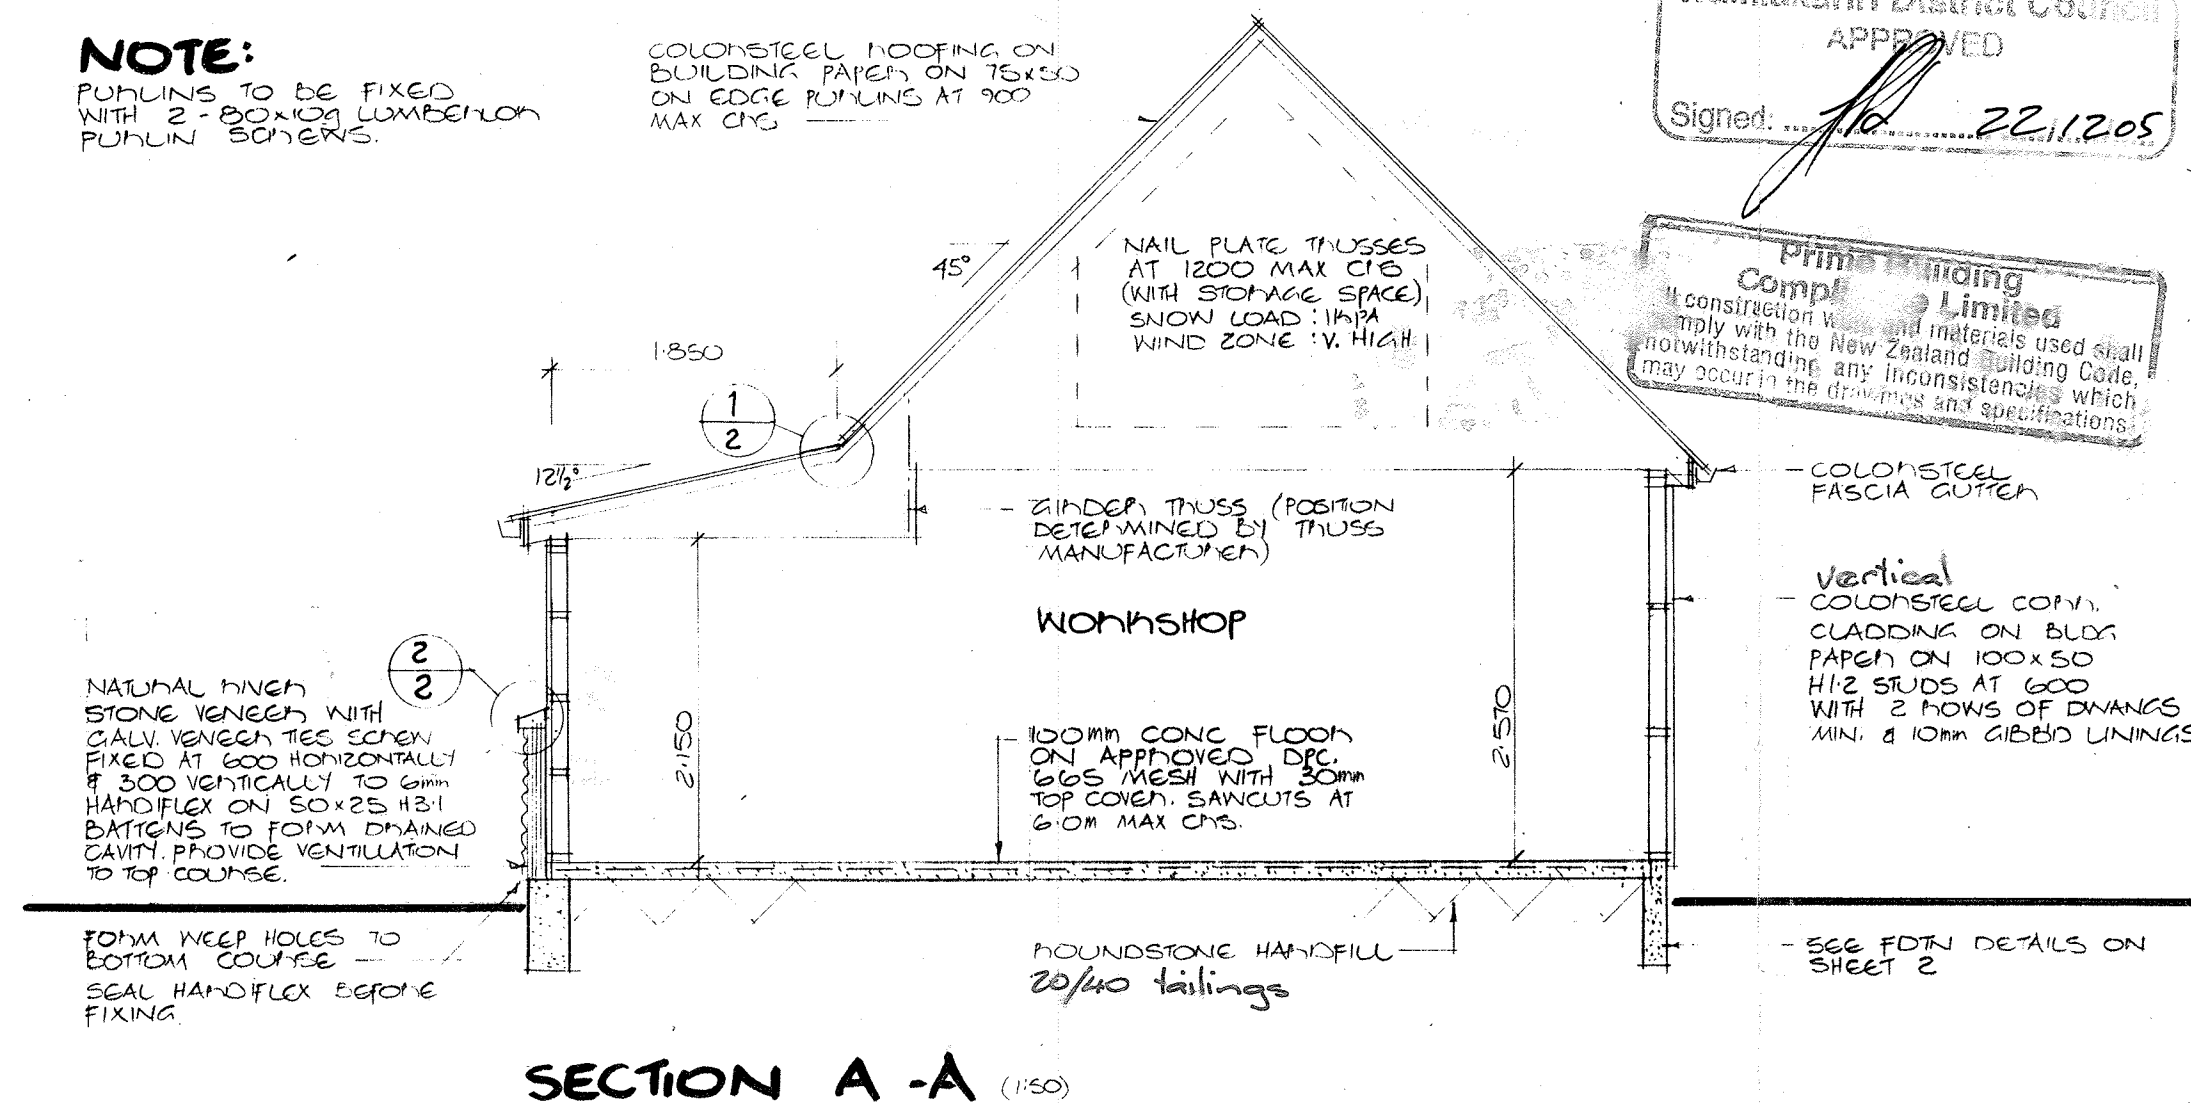 NOTE:
PURLINS TO BE FIXED
WITH 2-80x10g LUMBERLOK
PURLIN SCREWS.
COLORSTEEL ROOFING ON
BUILDING PAPER ON 75x50
ON EDGE PURLINS AT 900
MAX CRS
District Council
APPROVED
Signed: 22/1205
Prime Building
Limited
construction and materials used shall
comply with the New Zealand Building Code,
notwithstanding any inconsistencies which
may occur in the drawings and specifications
45°
NAIL PLATE TRUSSES
AT 1200 MAX CRS
(WITH STORAGE SPACE)
SNOW LOAD : 1KPA
WIND ZONE : V. HIGH
1·850
1
2
12½°
GIRDER TRUSS (POSITION
DETERMINED BY TRUSS
MANUFACTURER)
COLORSTEEL
FASCIA GUTTER
WORKSHOP
vertical
COLORSTEEL CORR.
CLADDING ON BLDG
PAPER ON 100x50
H1·2 STUDS AT 600
WITH 2 ROWS OF DWANGS
MIN. & 10mm GIBBD LININGS
2
2
NATURAL RIVER
STONE VENEER WITH
GALV. VENEER TIES SCREW
FIXED AT 600 HORIZONTALLY
& 300 VERTICALLY TO 6mm
HARDIFLEX ON 50x25 H3·1
BATTENS TO FORM DRAINED
CAVITY. PROVIDE VENTILLATION
TO TOP COURSE.
2·150
100mm CONC FLOOR
ON APPROVED DPC.
665 MESH WITH 30mm
TOP COVER. SAWCUTS AT
6·0m MAX CRS.
2·570
FORM WEEP HOLES TO
BOTTOM COURSE
SEAL HARDIFLEX BEFORE
FIXING.
ROUNDSTONE HARDFILL
20/40 tailings
SEE FDTN DETAILS ON
SHEET 2
SECTION A-A (1:50)